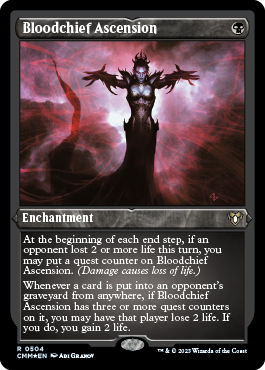 Bloodchief Ascension
Enchantment
At the beginning of each end step, if an
opponent lost 2 or more life this turn, you
may put a quest counter on Bloodchief
Ascension. (Damage causes loss of life.)
Whenever a card is put into an opponent's
graveyard from anywhere, if Bloodchief
Ascension has three or more quest counters
on it, you may have that player lose 2 life. If
you do, you gain 2 life.
R 0504
CMM★EN Adi Granov
™ & © 2023 Wizards of the Coast